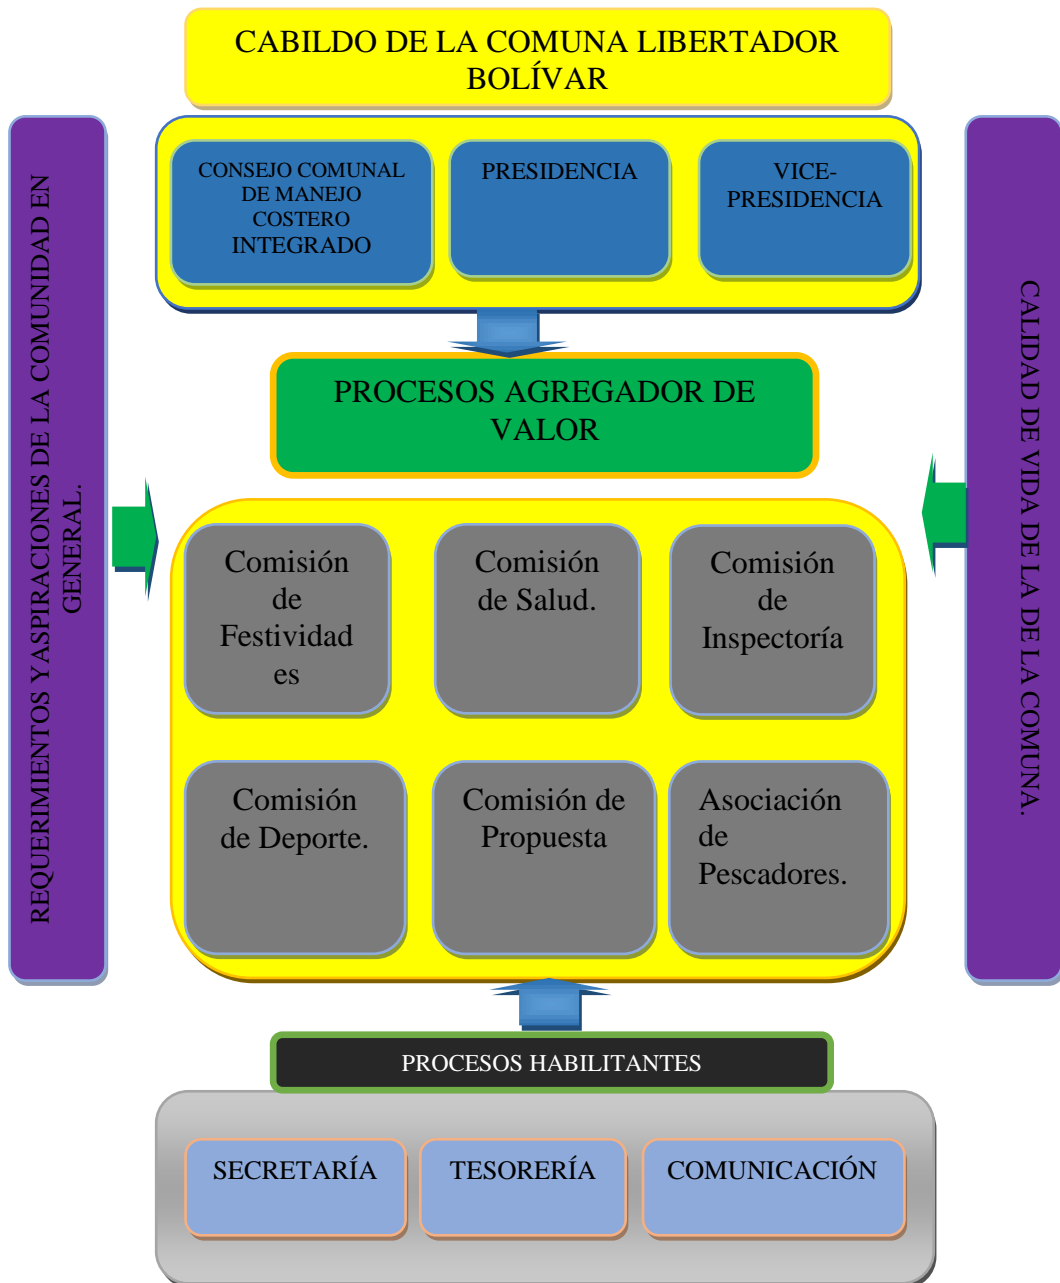 CABILDO DE LA COMUNA LIBERTADOR
BOLÍVAR
CONSEJO COMUNAL
DE MANEJO
COSTERO
INTEGRADO
PRESIDENCIA
VICE-
PRESIDENCIA
REQUERIMIENTOS YASPIRACIONES DE LA COMUNIDAD EN
GENERAL.
PROCESOS AGREGADOR DE
VALOR
CALIDAD DE VIDA DE LA DE LA COMUNA.
Comisión
de
Festividad
es
Comisión
de Salud.
Comisión
de
Inspectoría
Comisión
de Deporte.
Comisión de
Propuesta
Asociación
de
Pescadores.
PROCESOS HABILITANTES
SECRETARÍA
TESORERÍA
COMUNICACIÓN